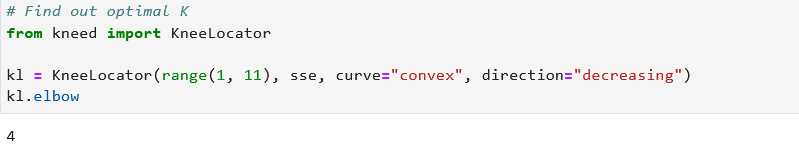 # Find out optimal K
from kneed import KneeLocator
kl = KneeLocator(range(1, 11), sse, curve="convex", direction="decreasing")
kl.elbow
4